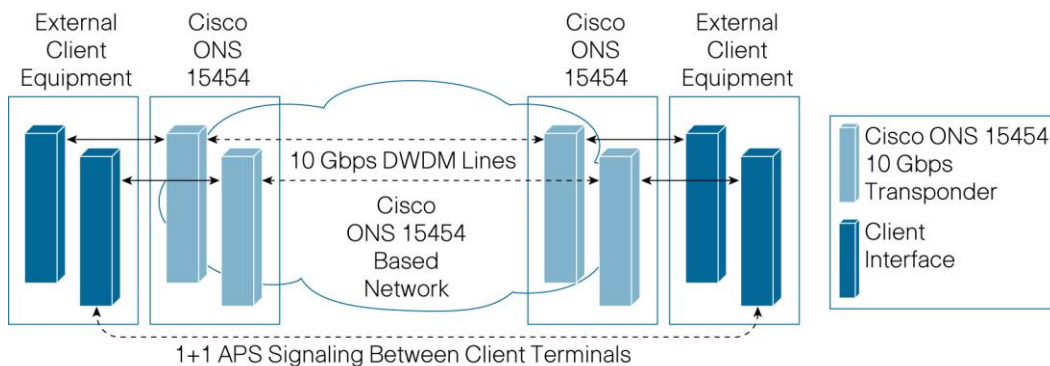 External
Client
Equipment
Cisco
ONS
15454
Cisco
ONS
15454
External
Client
Equipment
10 Gbps DWDM Lines
Cisco
ONS 15454
Based
Network
1+1 APS Signaling Between Client Terminals
Cisco ONS 15454
10 Gbps
Transponder
Client
Interface